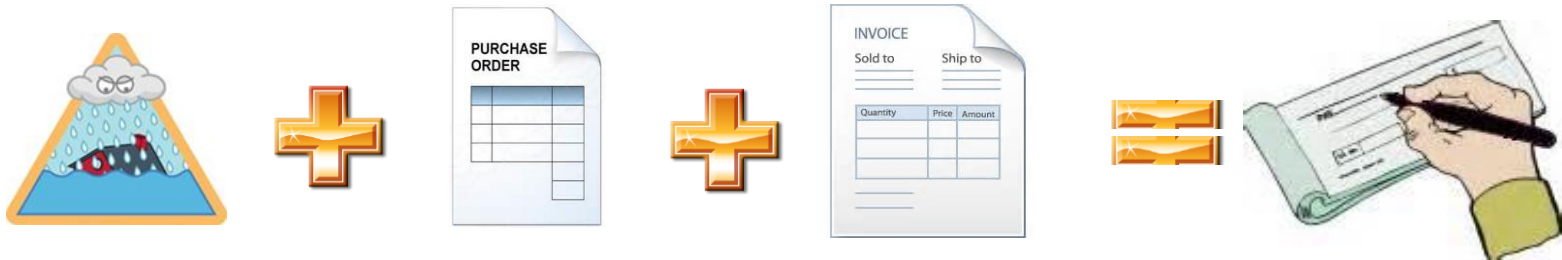 PURCHASE
ORDER
INVOICE
Sold to Ship to
Quantity Price Amount